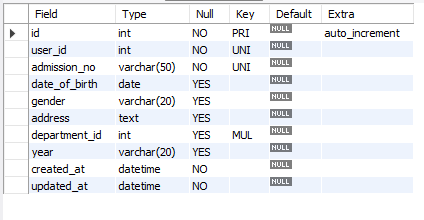 Field Type Null Key Default Extra
id int NO PRI NULL auto_increment
user_id int NO UNI NULL
admission_no varchar(50) NO UNI NULL
date_of_birth date YES NULL
gender varchar(20) YES NULL
address text YES NULL
department_id int YES MUL NULL
year varchar(20) YES NULL
created_at datetime NO NULL
updated_at datetime NO NULL